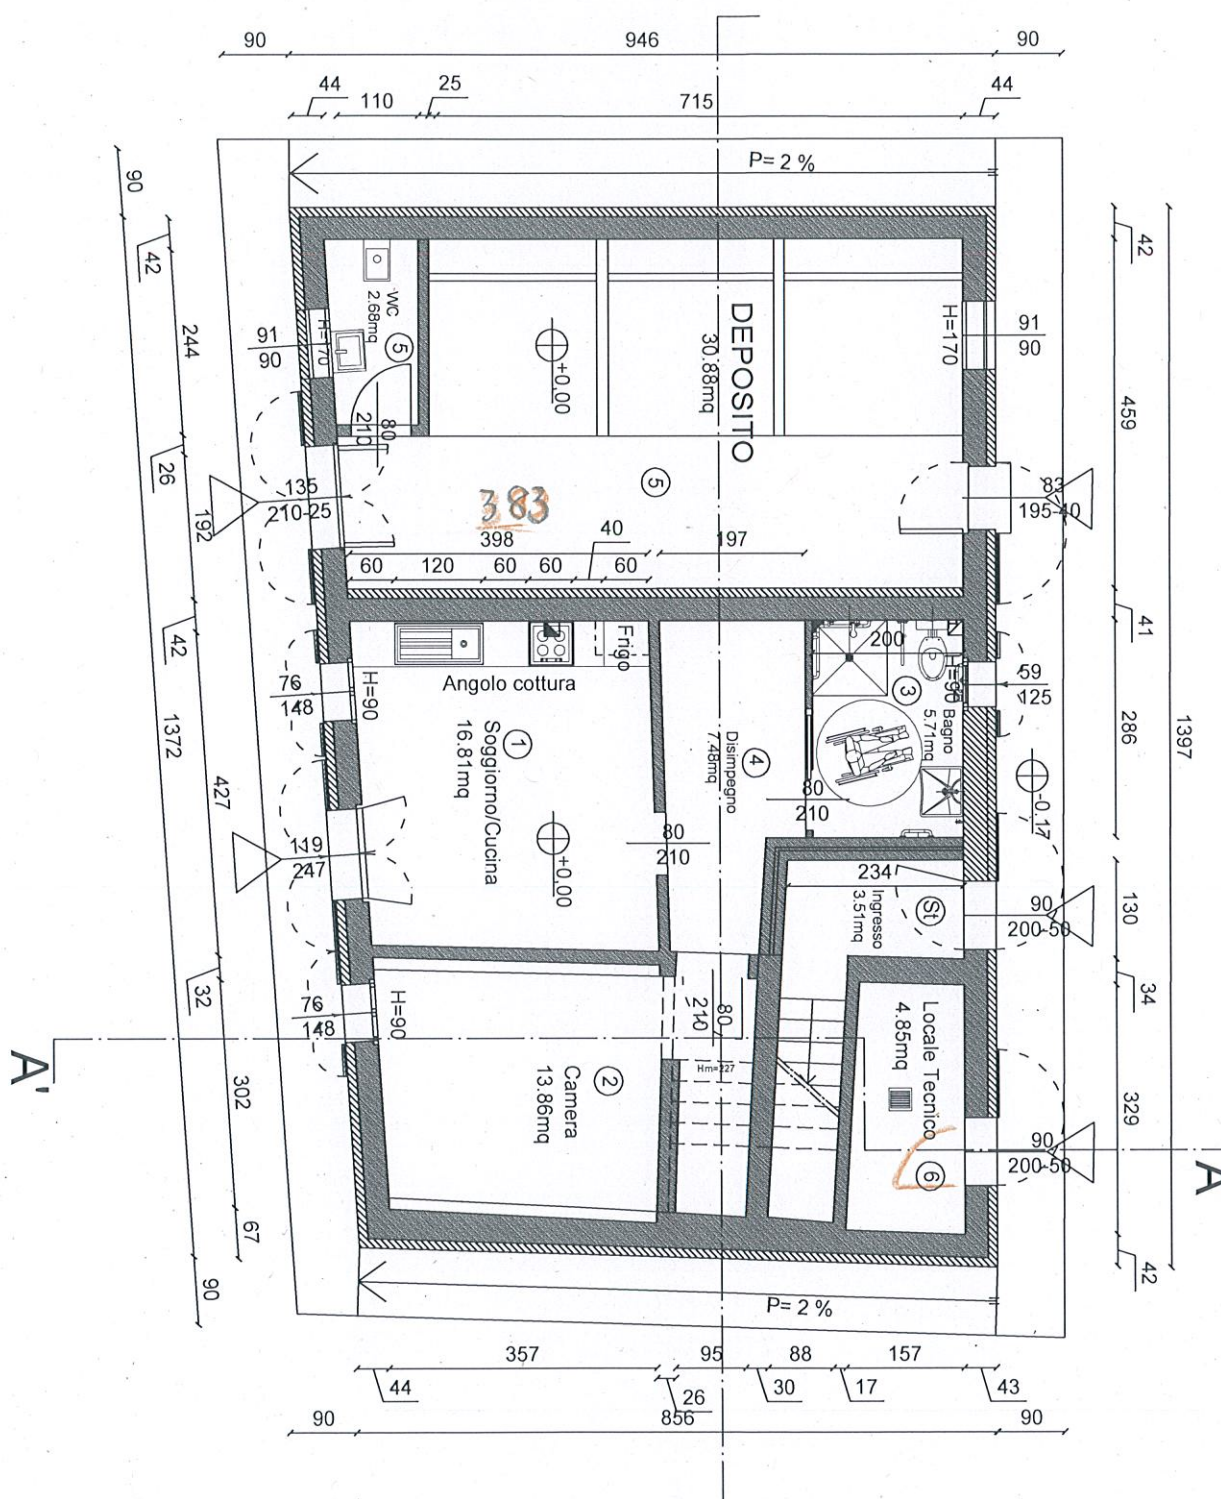 90 946 90
44 110 25 715 44
P= 2 %
90
42
244
26
192
42
1372
427
32
302
67
90
42
459
41
286
1397
130
34
329
42
WC
2.68mq
5
H=170
91
90
80
210
+0,00
DEPOSITO
30.88mq
H=170
91
90
135
210-25
383
5
83
195-40
398 40 197
60 120 60 60 60
76
148
H=90
Angolo cottura
Frigo
1
Soggiorno/Cucina
16.81mq
+0,00
119
247
80
210
4
Disimpegno
7.48mq
200
3
Bagno
5.71mq
H=90
59
125
80
210
-0.17
234
Ingresso
3.51mq
St
90
200-50
76
148
H=90
2
Camera
13.86mq
80
210
Hm=227
Locale Tecnico
4.85mq
6
90
200-50
A'
A
P= 2 %
357 95 88 157
44 26 30 17 43
90 856 90